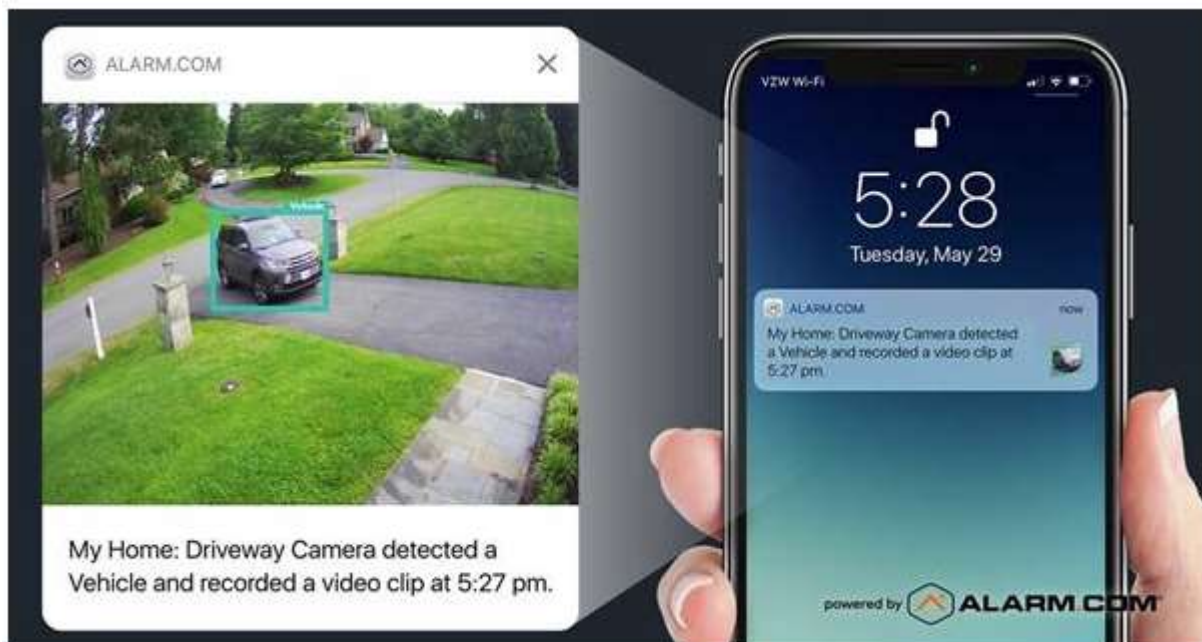 ALARM.COM
Vehicle
My Home: Driveway Camera detected a
Vehicle and recorded a video clip at 5:27 pm.
VZW Wi-Fi
5:28
Tuesday, May 29
ALARM.COM
now
My Home: Driveway Camera detected
a Vehicle and recorded a video clip at
5:27 pm.
powered by ALARM.COM